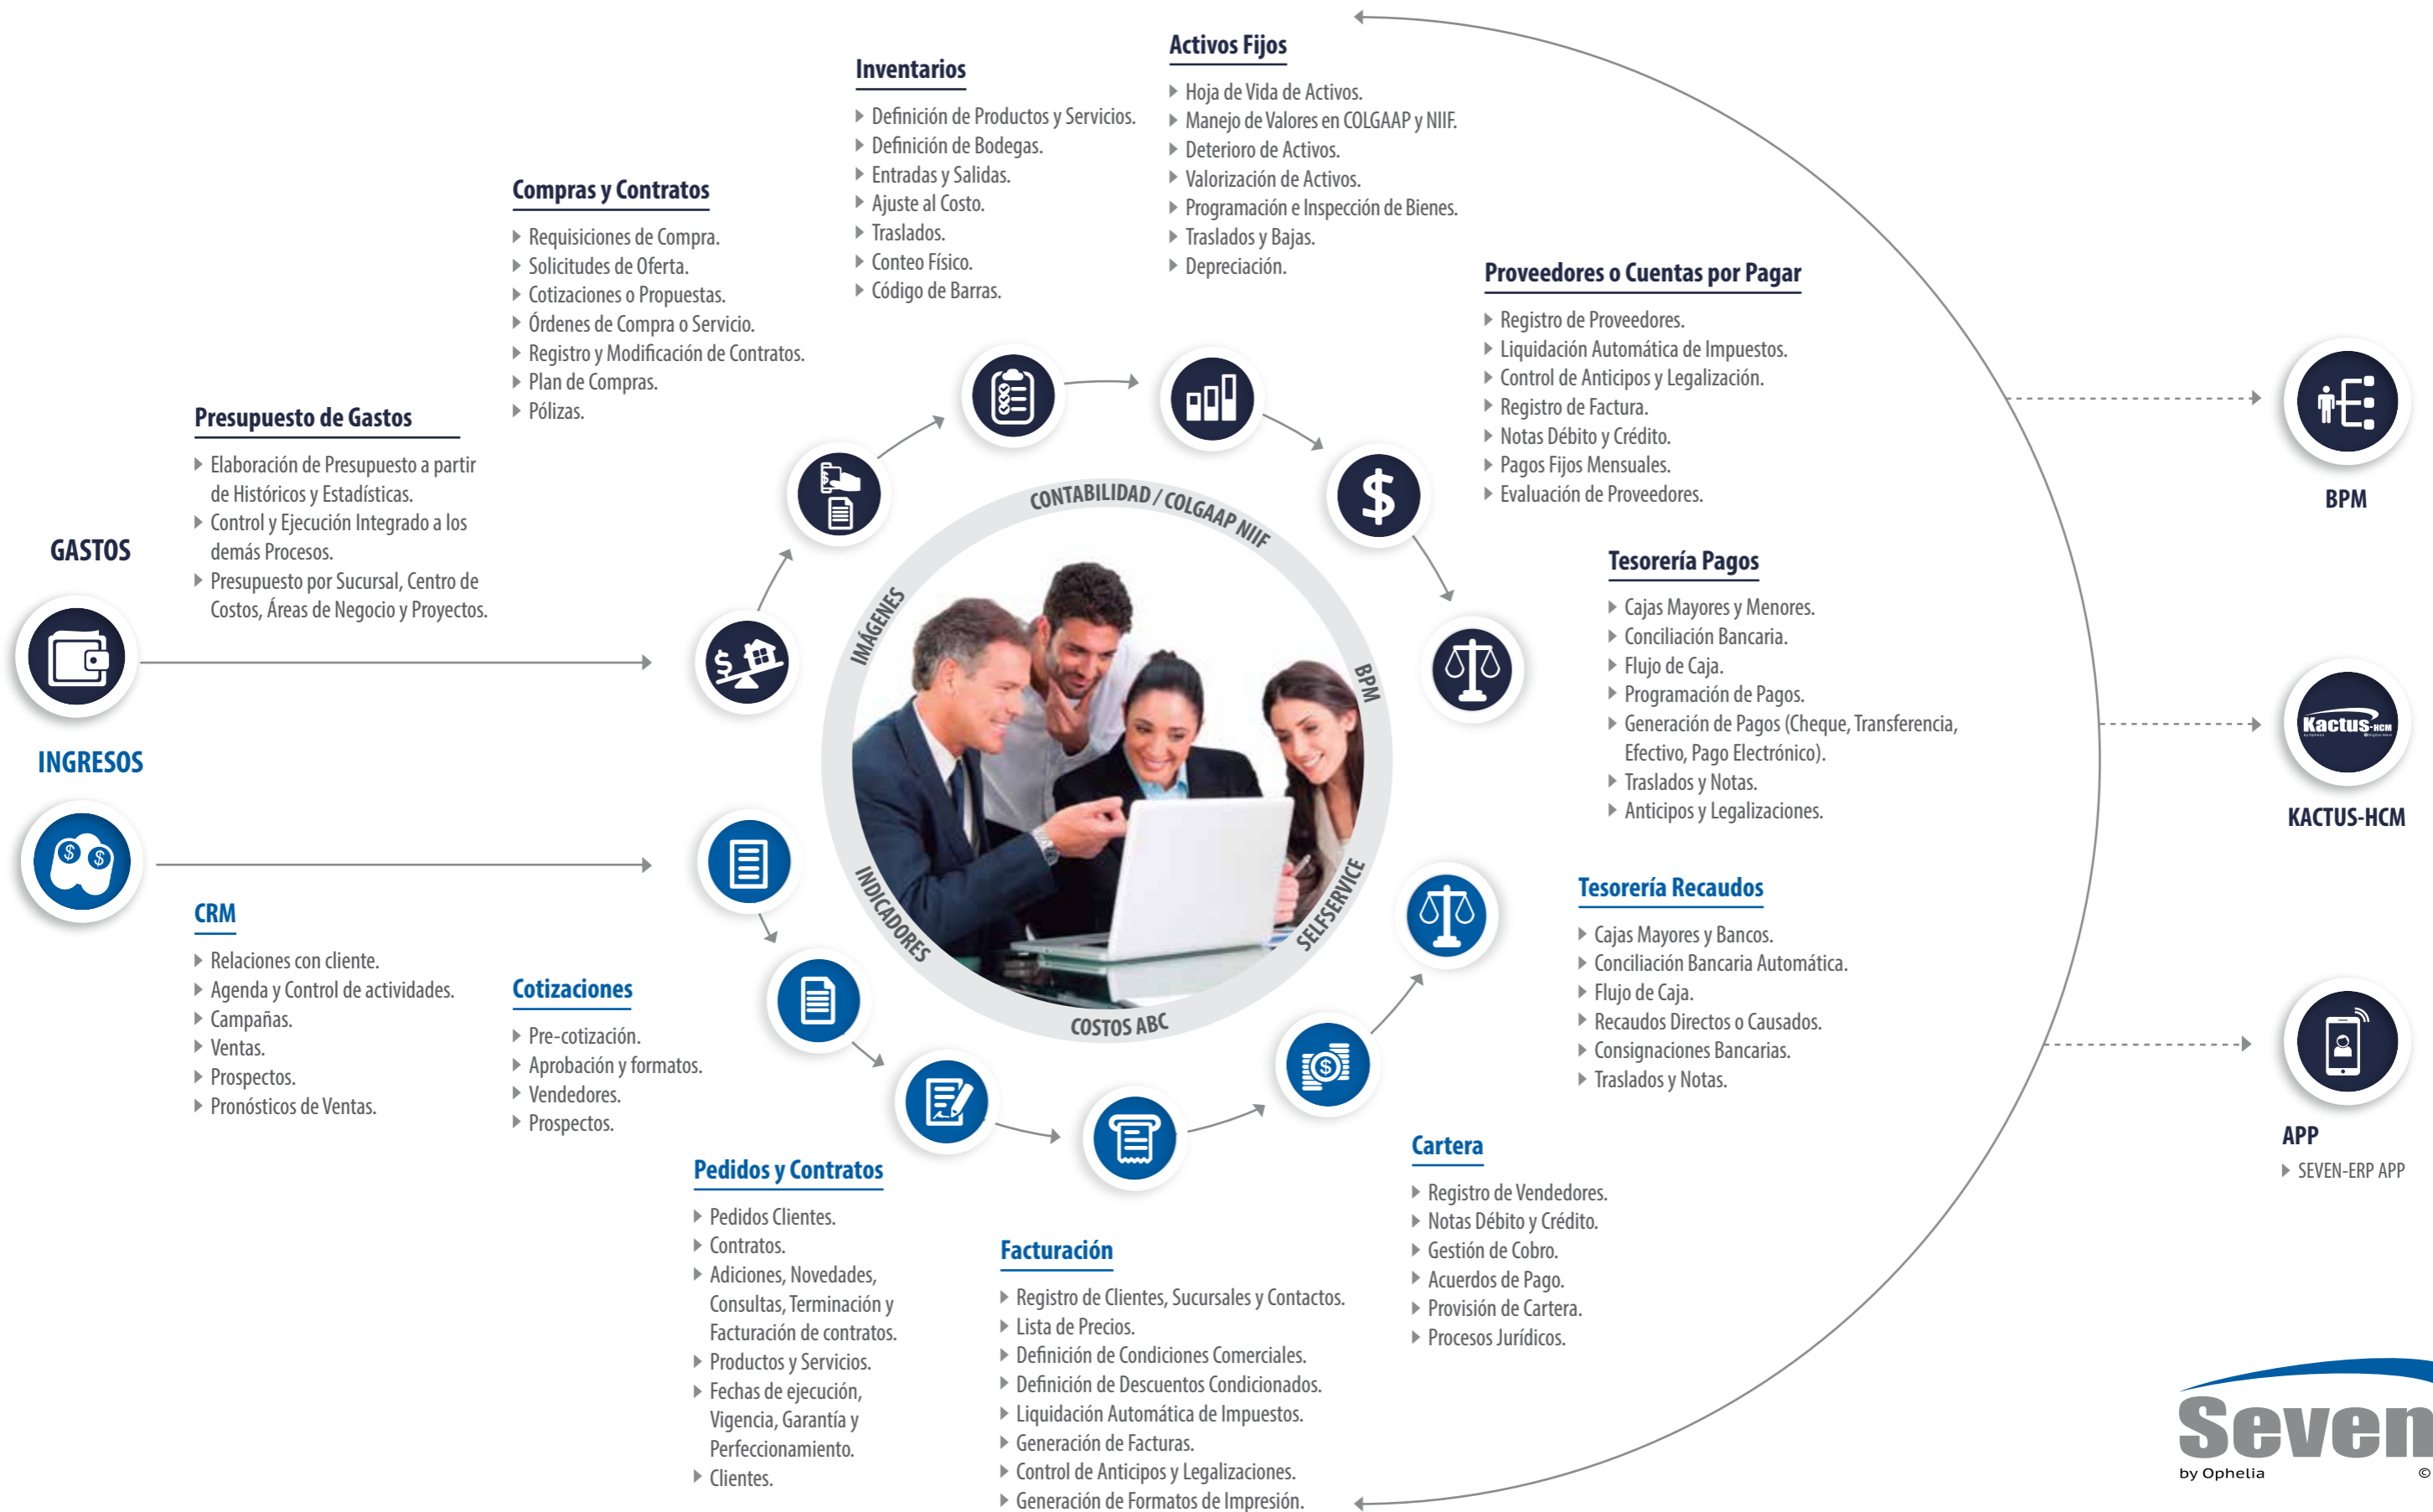 Activos Fijos
Hoja de Vida de Activos.
Manejo de Valores en COLGAAP y NIIF.
Deterioro de Activos.
Valorización de Activos.
Programación e Inspección de Bienes.
Traslados y Bajas.
Depreciación.
Inventarios
Definición de Productos y Servicios.
Definición de Bodegas.
Entradas y Salidas.
Ajuste al Costo.
Traslados.
Conteo Físico.
Código de Barras.
Compras y Contratos
Requisiciones de Compra.
Solicitudes de Oferta.
Cotizaciones o Propuestas.
Órdenes de Compra o Servicio.
Registro y Modificación de Contratos.
Plan de Compras.
Pólizas.
Proveedores o Cuentas por Pagar
Registro de Proveedores.
Liquidación Automática de Impuestos.
Control de Anticipos y Legalización.
Registro de Factura.
Notas Débito y Crédito.
Pagos Fijos Mensuales.
Evaluación de Proveedores.
Presupuesto de Gastos
Elaboración de Presupuesto a partir
de Históricos y Estadísticas.
Control y Ejecución Integrado a los
demás Procesos.
Presupuesto por Sucursal, Centro de
Costos, Áreas de Negocio y Proyectos.
GASTOS
INGRESOS
CONTABILIDAD / COLGAAP NIIF
IMÁGENES
BPM
INDICADORES
SELFSERVICE
COSTOS ABC
Tesorería Pagos
Cajas Mayores y Menores.
Conciliación Bancaria.
Flujo de Caja.
Programación de Pagos.
Generación de Pagos (Cheque, Transferencia,
Efectivo, Pago Electrónico).
Traslados y Notas.
Anticipos y Legalizaciones.
BPM
Kactus-HCM
KACTUS-HCM
CRM
Relaciones con cliente.
Agenda y Control de actividades.
Campañas.
Ventas.
Prospectos.
Pronósticos de Ventas.
Cotizaciones
Pre-cotización.
Aprobación y formatos.
Vendedores.
Prospectos.
Tesorería Recaudos
Cajas Mayores y Bancos.
Conciliación Bancaria Automática.
Flujo de Caja.
Recaudos Directos o Causados.
Consignaciones Bancarias.
Traslados y Notas.
APP
SEVEN-ERP APP
Pedidos y Contratos
Pedidos Clientes.
Contratos.
Adiciones, Novedades,
Consultas, Terminación y
Facturación de contratos.
Productos y Servicios.
Fechas de ejecución,
Vigencia, Garantía y
Perfeccionamiento.
Clientes.
Facturación
Registro de Clientes, Sucursales y Contactos.
Lista de Precios.
Definición de Condiciones Comerciales.
Definición de Descuentos Condicionados.
Liquidación Automática de Impuestos.
Generación de Facturas.
Control de Anticipos y Legalizaciones.
Generación de Formatos de Impresión.
Cartera
Registro de Vendedores.
Notas Débito y Crédito.
Gestión de Cobro.
Acuerdos de Pago.
Provisión de Cartera.
Procesos Jurídicos.
Seven
by Ophelia ©